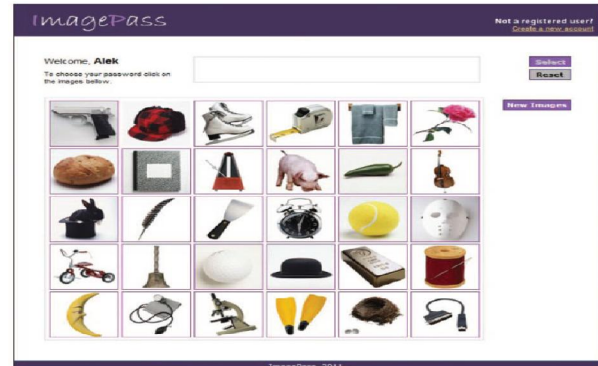 ImagePass
Not a registered user?
Create a new account
Welcome, Alek
To choose your password click on
the images bellow.
Select
Reset
New Images
ImagePass, 2011